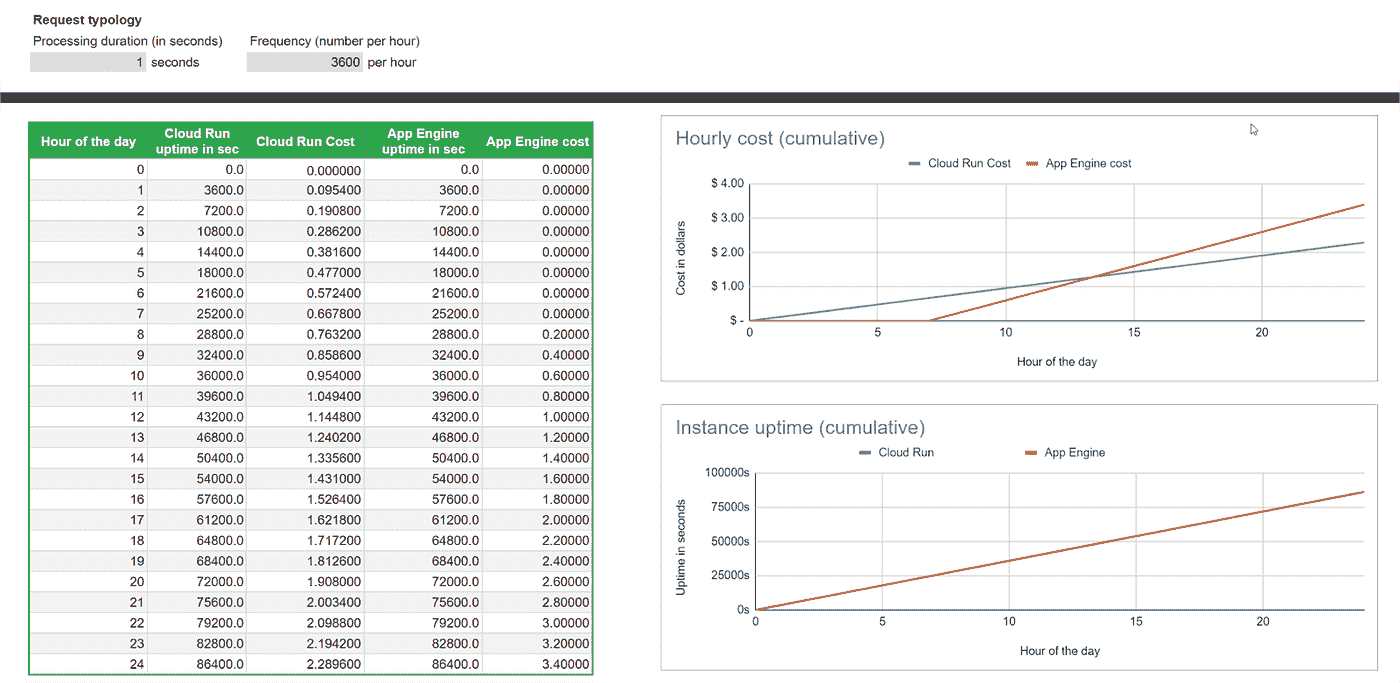 Request typology
Processing duration (in seconds) Frequency (number per hour)
1 seconds 3600 per hour
Hour of the day Cloud Run uptime in sec Cloud Run Cost App Engine uptime in sec App Engine cost
0 0.0 0.000000 0.0 0.00000
1 3600.0 0.095400 3600.0 0.00000
2 7200.0 0.190800 7200.0 0.00000
3 10800.0 0.286200 10800.0 0.00000
4 14400.0 0.381600 14400.0 0.00000
5 18000.0 0.477000 18000.0 0.00000
6 21600.0 0.572400 21600.0 0.00000
7 25200.0 0.667800 25200.0 0.00000
8 28800.0 0.763200 28800.0 0.20000
9 32400.0 0.858600 32400.0 0.40000
10 36000.0 0.954000 36000.0 0.60000
11 39600.0 1.049400 39600.0 0.80000
12 43200.0 1.144800 43200.0 1.00000
13 46800.0 1.240200 46800.0 1.20000
14 50400.0 1.335600 50400.0 1.40000
15 54000.0 1.431000 54000.0 1.60000
16 57600.0 1.526400 57600.0 1.80000
17 61200.0 1.621800 61200.0 2.00000
18 64800.0 1.717200 64800.0 2.20000
19 68400.0 1.812600 68400.0 2.40000
20 72000.0 1.908000 72000.0 2.60000
21 75600.0 2.003400 75600.0 2.80000
22 79200.0 2.098800 79200.0 3.00000
23 82800.0 2.194200 82800.0 3.20000
24 86400.0 2.289600 86400.0 3.40000
Hourly cost (cumulative)
Cloud Run Cost App Engine cost
Cost in dollars
$ 4.00
$ 3.00
$ 2.00
$ 1.00
$ -
0 5 10 15 20
Hour of the day
Instance uptime (cumulative)
Cloud Run App Engine
Uptime in seconds
100000s
75000s
50000s
25000s
0s
0 5 10 15 20
Hour of the day